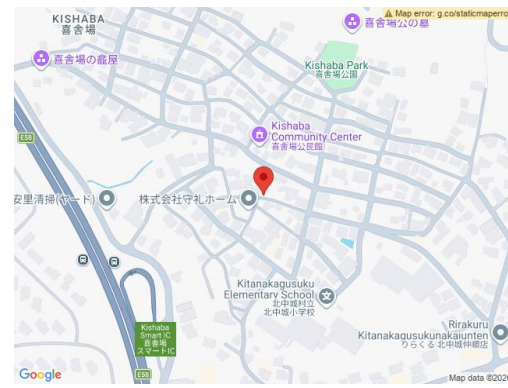 KISHABA
喜舎場
⚠ Map error: g.co/staticmaperro
喜舎場公の墓
喜舎場の龕屋
Kishaba Park
喜舎場公園
Kishaba
Community Center
喜舎場公民館
E58
安里清掃(ヤード)
株式会社守礼ホーム
Kitanakagusuku
Elementary School
北中城村立
北中城小学校
Kishaba
Smart IC
喜舎場
スマートIC
Rirakuru
Kitanakagusukunakajunten
りらくる 北中城仲順店
E58
Google
Map data ©2026